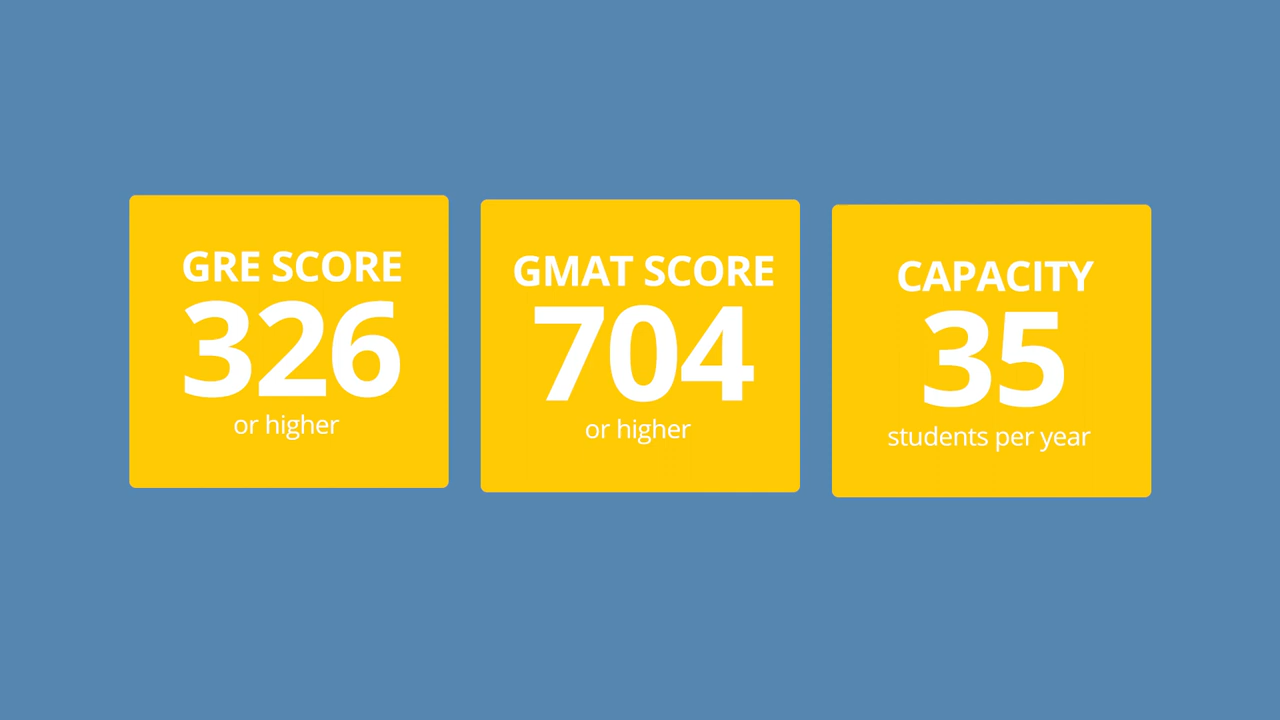 GRE SCORE
326
or higher
GMAT SCORE
704
or higher
CAPACITY
35
students per year